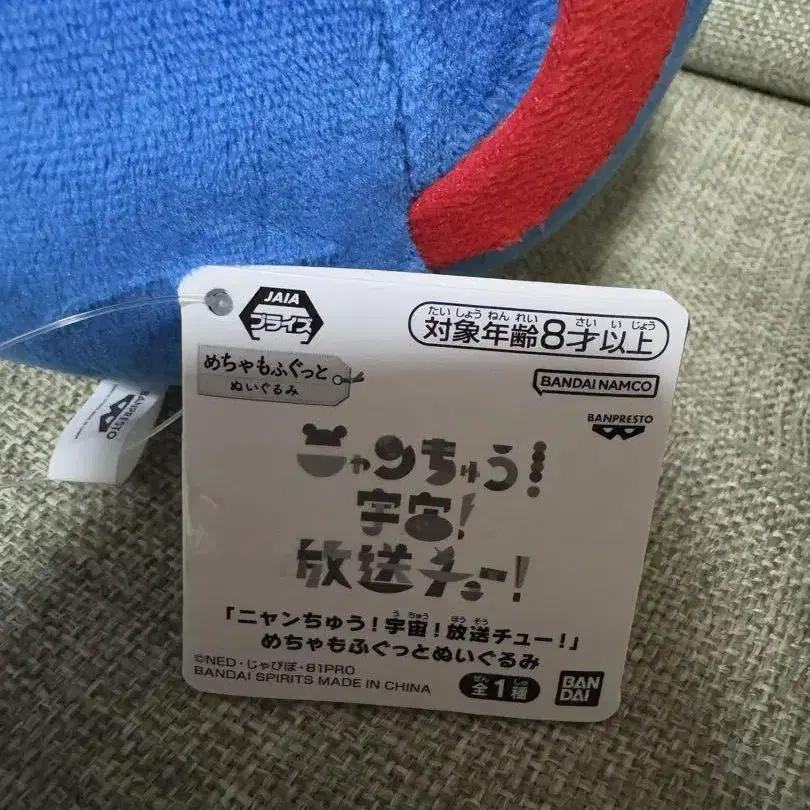 JAIA
プライズ
たいしょうねんれい さいいじょう
対象年齢8才以上
めちゃもふぐっと
ぬいぐるみ
BANDAI NAMCO
BANPRESTO
ニャンちゅう!
宇宙!
放送チュー!
うちゅう ほうそう
「ニャンちゅう!宇宙!放送チュー!」
めちゃもふぐっとぬいぐるみ
©NED・じゃぴぽ・81PRO
BANDAI SPIRITS MADE IN CHINA
ぜん しゅ
全1種
BAN
DAI
BANPRESTO